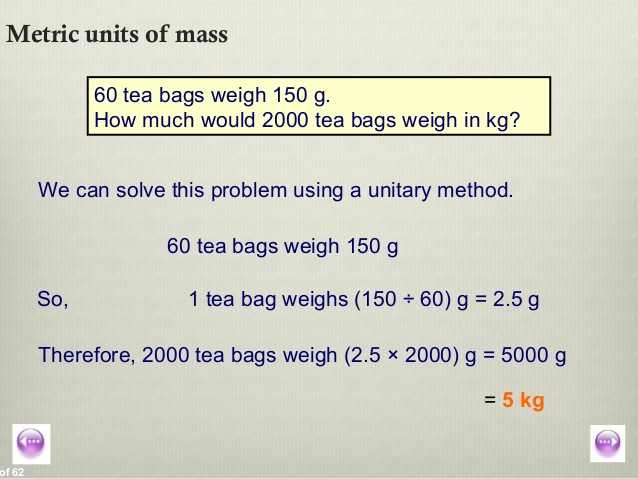 Metric units of mass
60 tea bags weigh 150 g.
How much would 2000 tea bags weigh in kg?
We can solve this problem using a unitary method.
60 tea bags weigh 150 g
So, 1 tea bag weighs (150 ÷ 60) g = 2.5 g
Therefore, 2000 tea bags weigh (2.5 × 2000) g = 5000 g
= 5 kg
of 62